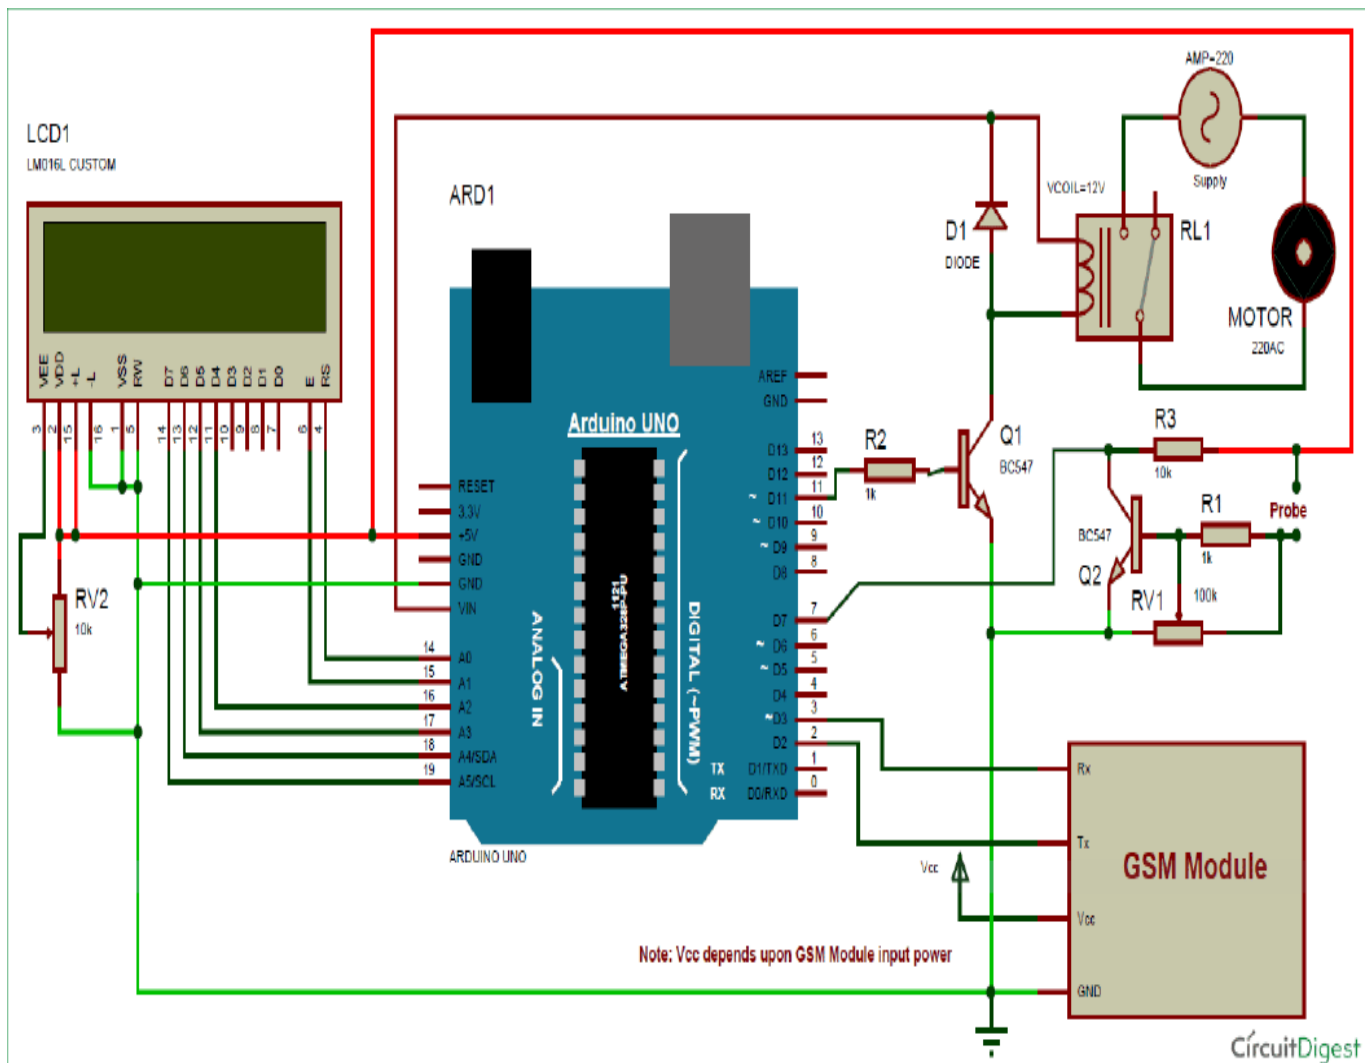 LCD1
LM016L CUSTOM
VEE
VDD
+L
-L
VSS
RW
D7
D6
D5
D4
D3
D2
D1
D0
E
RS
3
2
15
16
1
5
14
13
12
11
10
9
8
7
6
4
RV2
10k
ARD1
Arduino UNO
RESET
3.3V
+5V
GND
GND
VIN
14 A0
15 A1
16 A2
17 A3
18 A4/SDA
19 A5/SCL
ANALOG IN
1121
ATMEGA328P-PU
DIGITAL (~PWM)
AREF
GND
D13 13
D12 12
~ D11 11
~ D10 10
~ D9 9
D8 8
D7 7
~ D6 6
~ D5 5
D4 4
~D3 3
D2 2
TX D1/TXD 1
RX D0/RXD 0
ARDUINO UNO
R2
1k
Q1
BC547
D1
DIODE
VCOIL=12V
RL1
AMP=220
Supply
MOTOR
220AC
R3
10k
R1
1k
Probe
BC547
Q2
RV1
100k
Rx
Tx
Vcc
GND
GSM Module
Vcc
Note: Vcc depends upon GSM Module input power
CircuitDigest